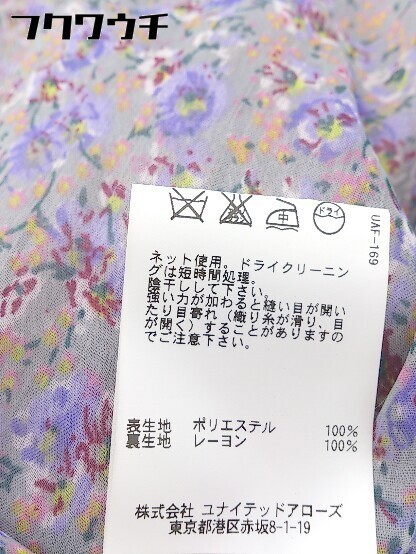 フクワウチ
ドライ
UAF-169
ネット使用。ドライクリーニン
グは短時間処理。
陰干しして下さい。
強い力が加わると縫い目が開い
たり目寄れ（織り糸が滑り、目
が開く）することがありますの
でご注意下さい。
表生地 ポリエステル 100%
裏生地 レーヨン 100%
株式会社 ユナイテッドアローズ
東京都港区赤坂8-1-19